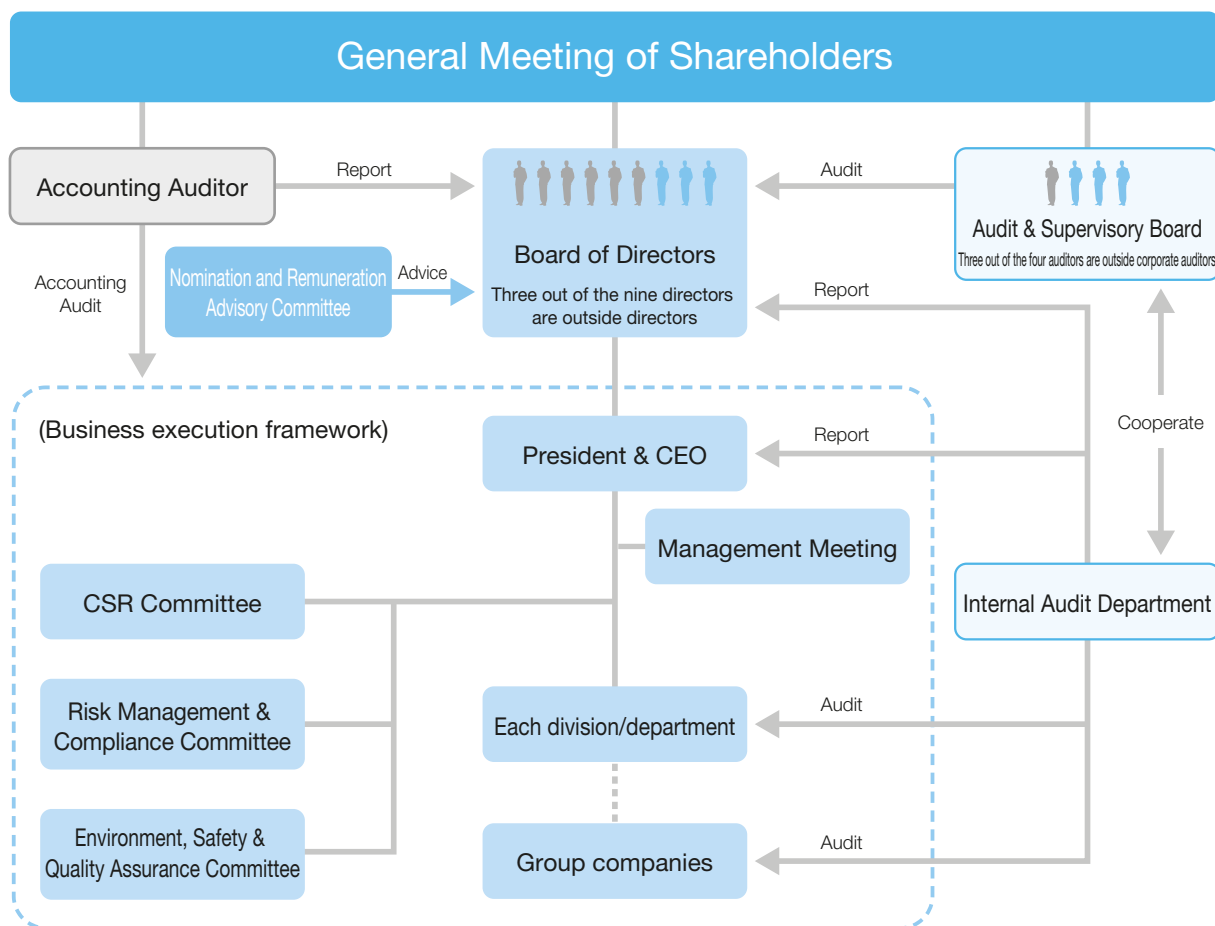 General Meeting of Shareholders
Accounting Auditor
Report
Audit
Audit & Supervisory Board
Three out of the four auditors are outside corporate auditors
Board of Directors
Three out of the nine directors
are outside directors
Nomination and Remuneration
Advisory Committee
Advice
Accounting
Audit
Report
(Business execution framework)
President & CEO
Report
Cooperate
Management Meeting
CSR Committee
Internal Audit Department
Risk Management &
Compliance Committee
Each division/department
Audit
Environment, Safety &
Quality Assurance Committee
Group companies
Audit